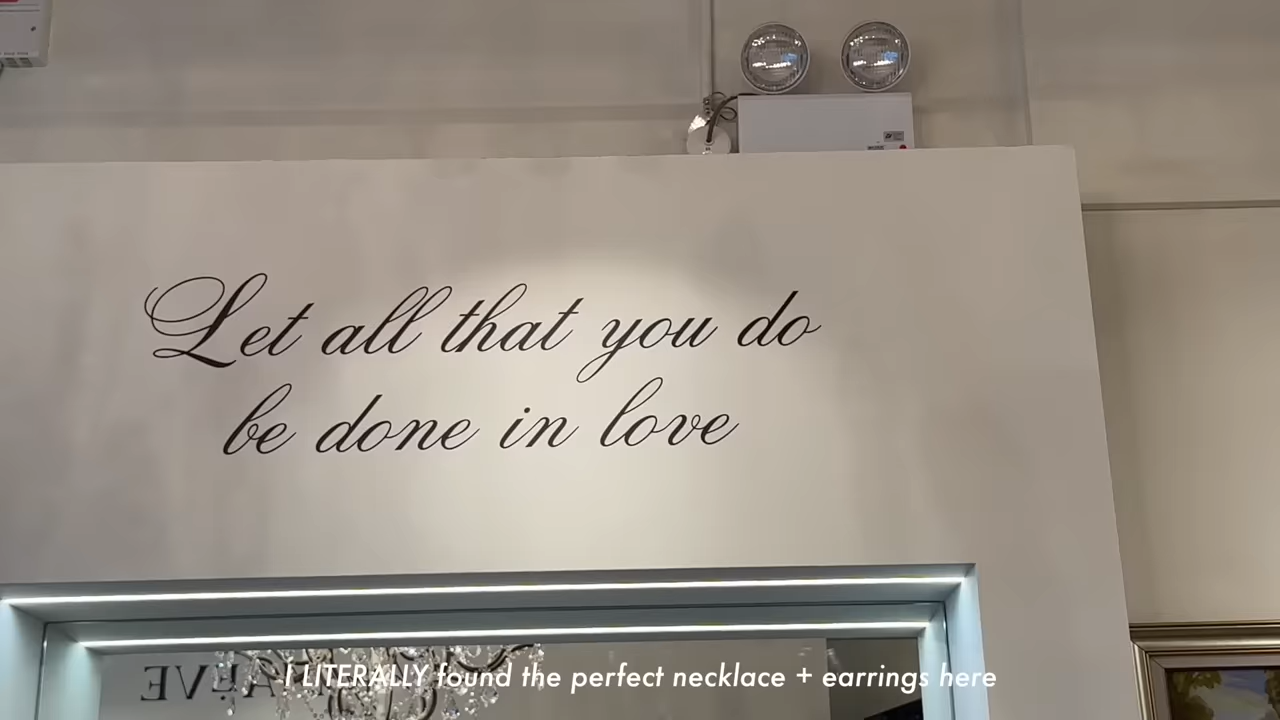 Let all that you do
be done in love
I LITERALLY found the perfect necklace + earrings here